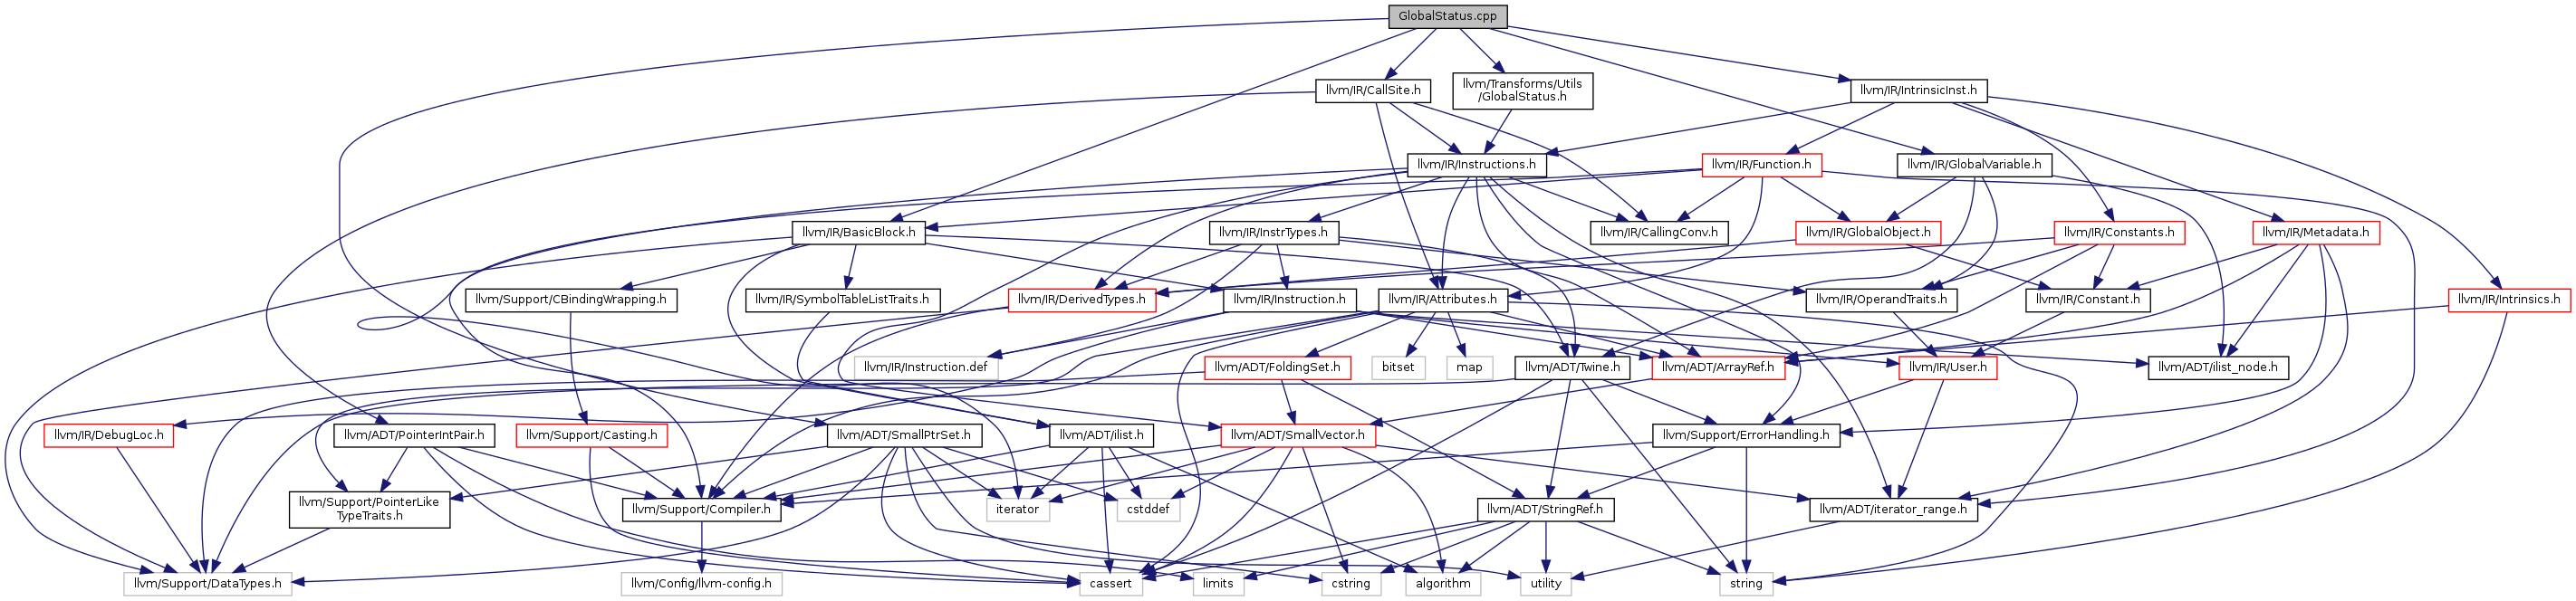 GlobalStatus.cpp
llvm/IR/CallSite.h
llvm/Transforms/Utils
/GlobalStatus.h
llvm/IR/IntrinsicInst.h
llvm/IR/Instructions.h
llvm/IR/Function.h
llvm/IR/GlobalVariable.h
llvm/IR/BasicBlock.h
llvm/IR/InstrTypes.h
llvm/IR/CallingConv.h
llvm/IR/GlobalObject.h
llvm/IR/Constants.h
llvm/IR/Metadata.h
llvm/Support/CBindingWrapping.h
llvm/IR/SymbolTableListTraits.h
llvm/IR/DerivedTypes.h
llvm/IR/Instruction.h
llvm/IR/Attributes.h
llvm/IR/OperandTraits.h
llvm/IR/Constant.h
llvm/IR/Intrinsics.h
llvm/IR/Instruction.def
llvm/ADT/FoldingSet.h
bitset
map
llvm/ADT/Twine.h
llvm/ADT/ArrayRef.h
llvm/IR/User.h
llvm/ADT/ilist_node.h
llvm/IR/DebugLoc.h
llvm/ADT/PointerIntPair.h
llvm/Support/Casting.h
llvm/ADT/SmallPtrSet.h
llvm/ADT/ilist.h
llvm/ADT/SmallVector.h
llvm/Support/ErrorHandling.h
llvm/Support/PointerLike
TypeTraits.h
llvm/Support/Compiler.h
iterator
cstddef
llvm/ADT/StringRef.h
llvm/ADT/iterator_range.h
llvm/Support/DataTypes.h
llvm/Config/llvm-config.h
cassert
limits
cstring
algorithm
utility
string